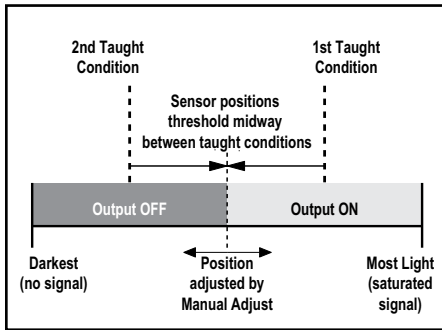 2nd Taught
Condition
1st Taught
Condition
Sensor positions
threshold midway
between taught conditions
Output OFF
Output ON
Darkest
(no signal)
Position
adjusted by
Manual Adjust
Most Light
(saturated
signal)